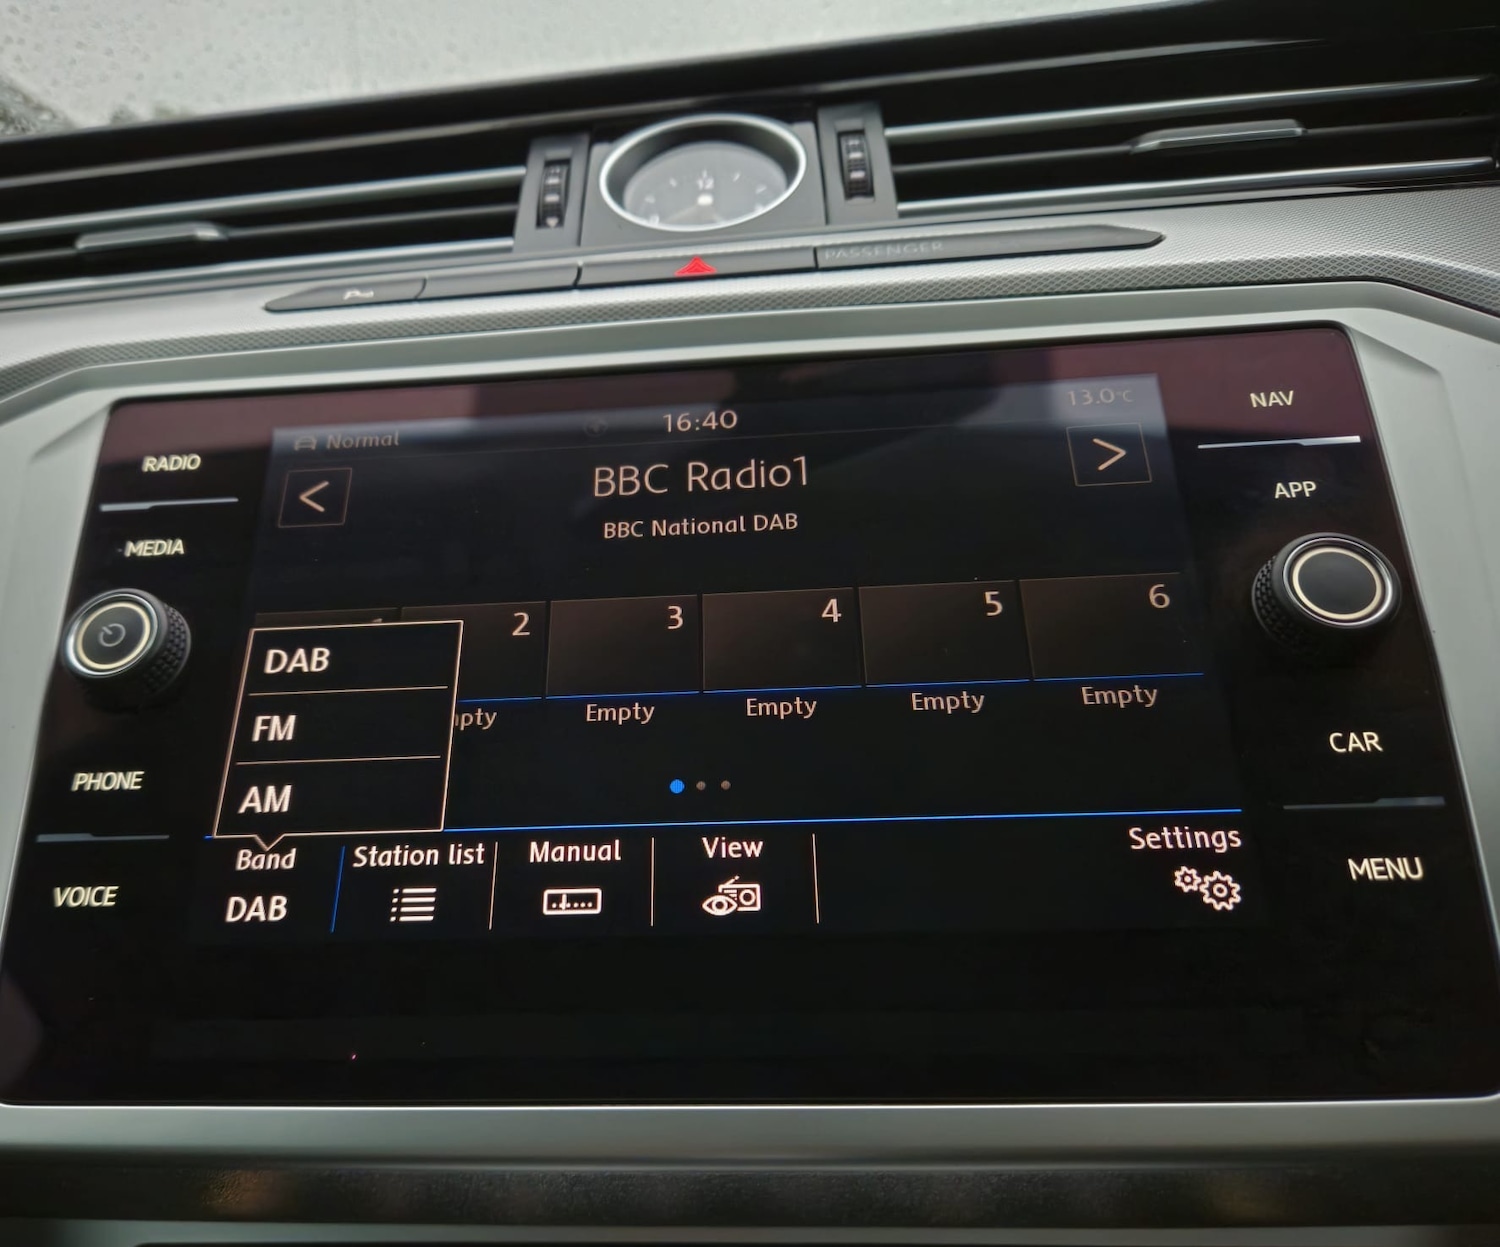 12
PASSENGER
NAV
APP
CAR
MENU
RADIO
MEDIA
PHONE
VOICE
Normal
16:40
13.0°C
<
BBC Radio1
>
BBC National DAB
2
3
4
5
6
Empty
Empty
Empty
Empty
DAB
FM
AM
Band
DAB
Station list
Manual
View
Settings